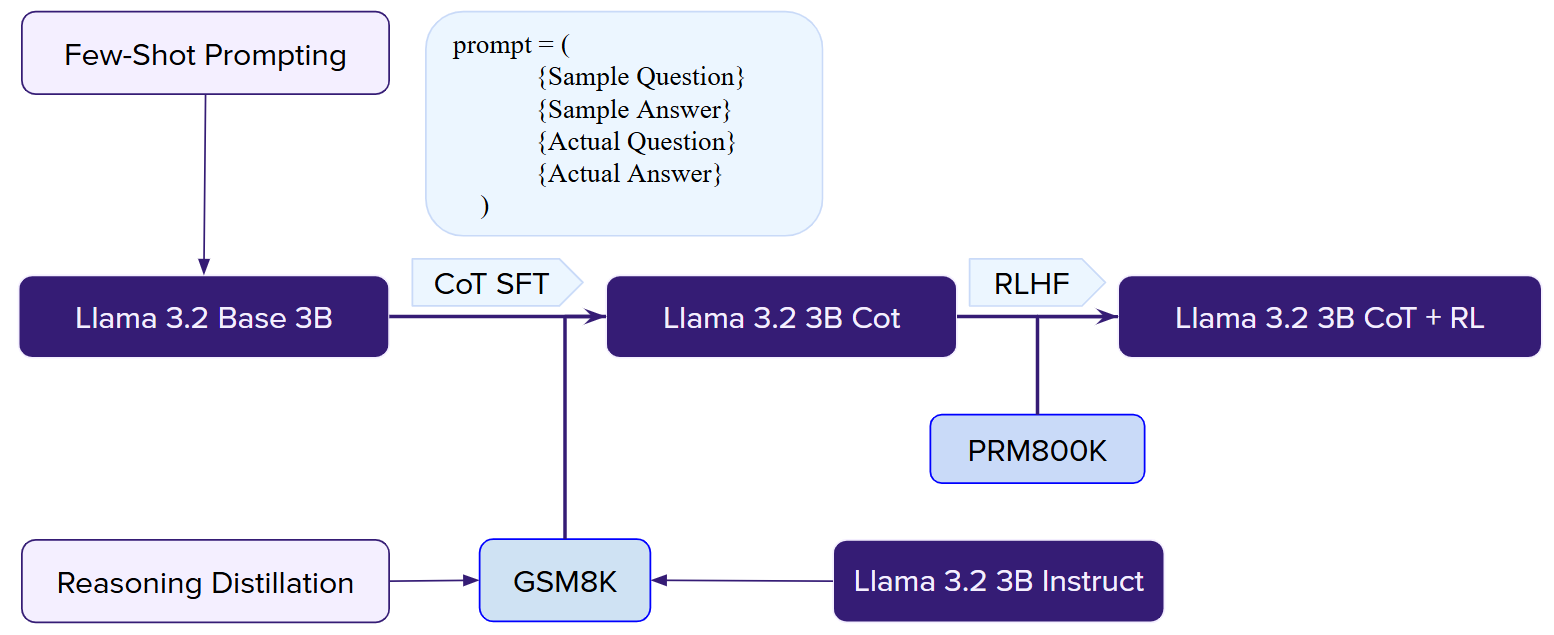 Few-Shot Prompting
prompt = (
{Sample Question}
{Sample Answer}
{Actual Question}
{Actual Answer}
)
CoT SFT
RLHF
Llama 3.2 Base 3B
Llama 3.2 3B Cot
Llama 3.2 3B CoT + RL
PRM800K
Reasoning Distillation
GSM8K
Llama 3.2 3B Instruct